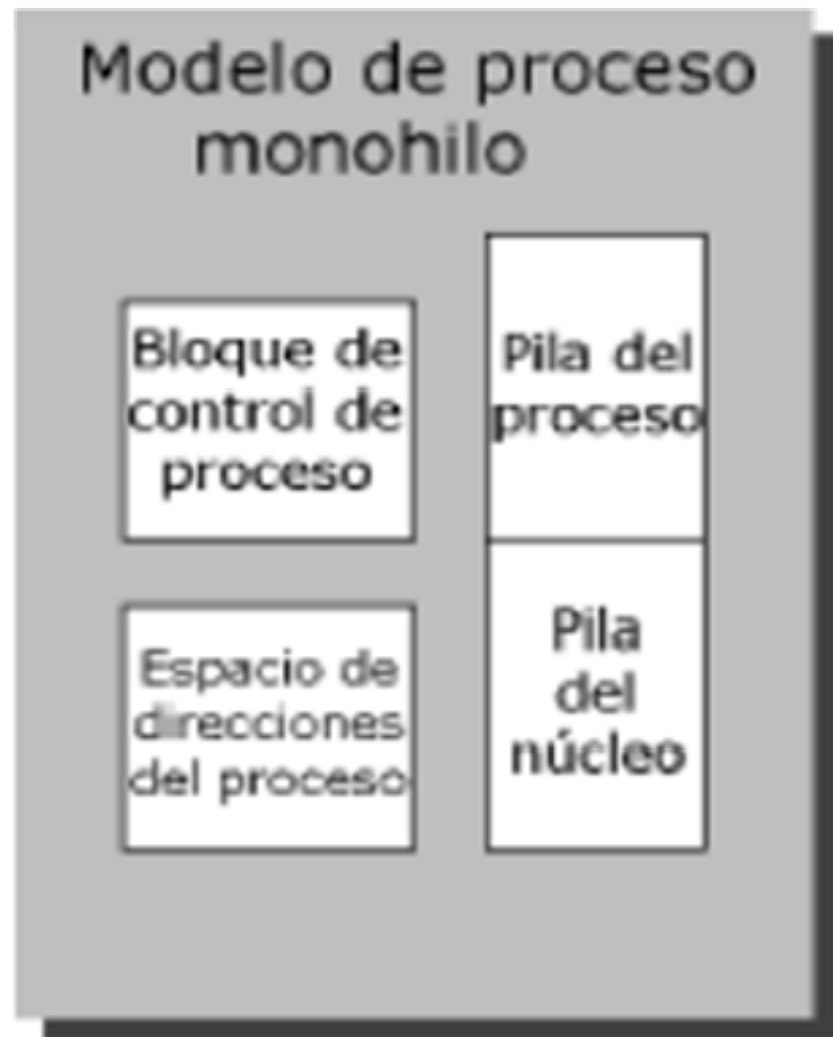 Modelo de proceso
monohilo
Bloque de
control de
proceso
Pila del
proceso
Espacio de
direcciones
del proceso
Pila
del
núcleo